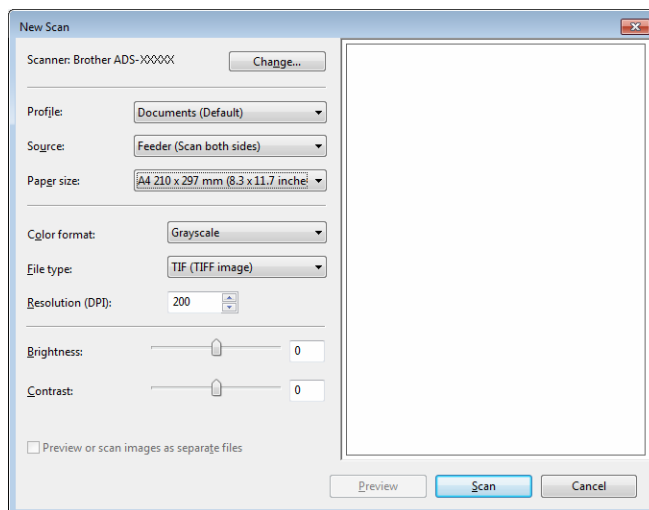 New Scan
Scanner: Brother ADS-XXXXX
Change...
Profile:
Documents (Default)
Source:
Feeder (Scan both sides)
Paper size:
A4 210 x 297 mm (8.3 x 11.7 inche
Color format:
Grayscale
File type:
TIF (TIFF image)
Resolution (DPI):
200
Brightness:
0
Contrast:
0
Preview or scan images as separate files
Preview
Scan
Cancel